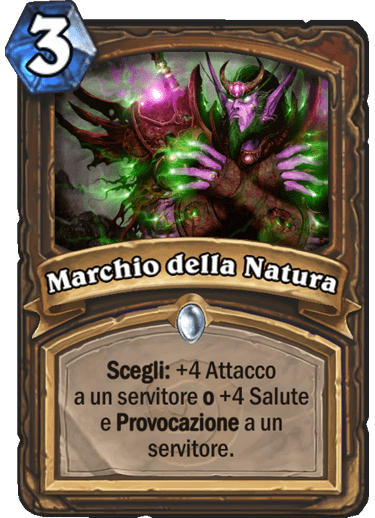 3
Marchio della Natura
Scegli: +4 Attacco
a un servitore o +4 Salute
e Provocazione a un
servitore.